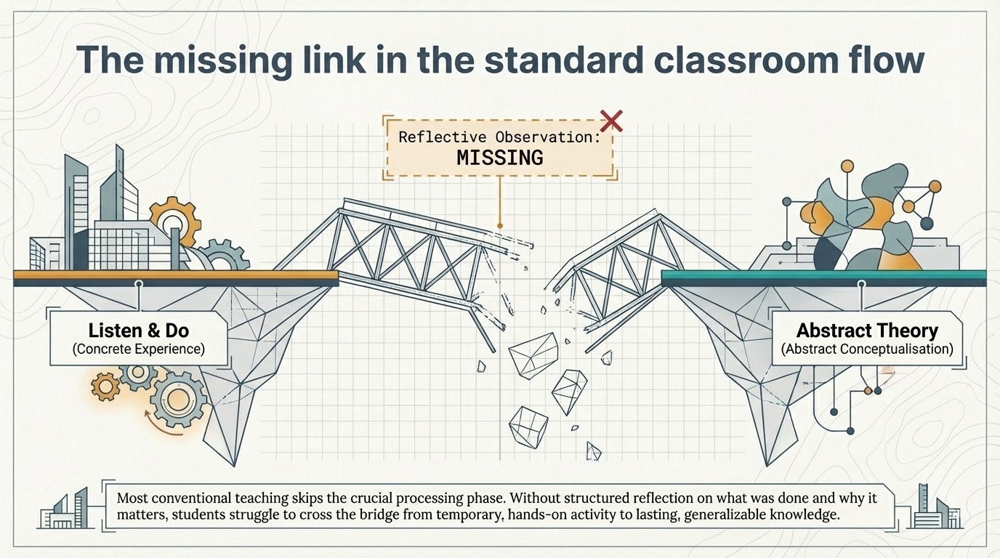 The missing link in the standard classroom flow
Reflective Observation:
MISSING
Listen & Do
(Concrete Experience)
Abstract Theory
(Abstract Conceptualisation)
Most conventional teaching skips the crucial processing phase. Without structured reflection on what was done and why it
matters, students struggle to cross the bridge from temporary, hands-on activity to lasting, generalizable knowledge.